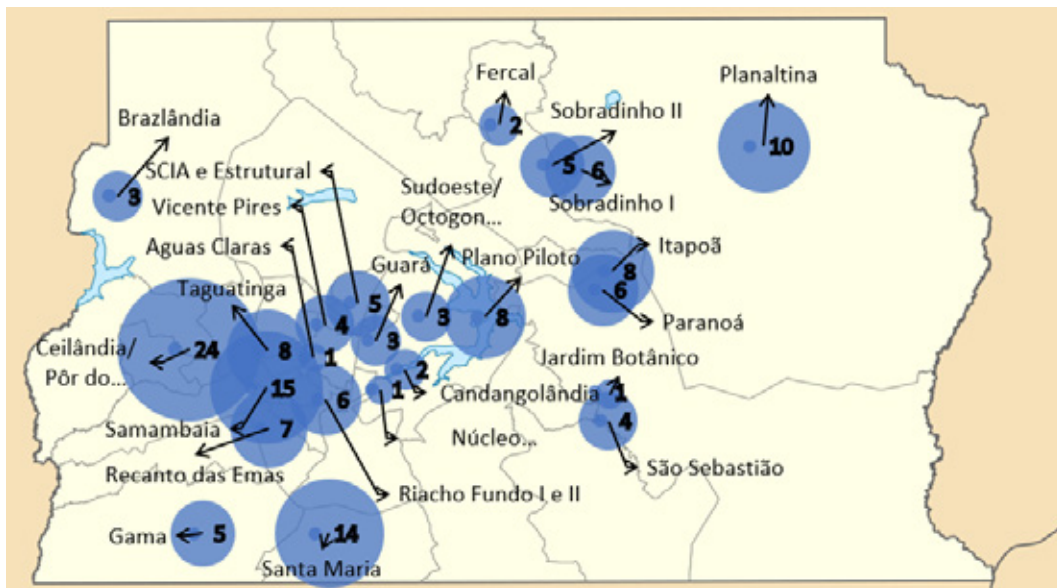 Fercal
Planaltina
2
Brazlândia
Sobradinho II
10
SCIA e Estrutural
5
6
3
Sudoeste/
Octogon...
Sobradinho I
Vicente Pires
Aguas Claras
Guará
Plano Piloto
Itapoã
8
Taguatinga
5
6
4
3
3
8
Paranoá
Ceilândia/
Pôr do...
24
8
1
2
Jardim Botânico
15
1
Candangolândia
1
6
4
Samambaia
7
Núcleo...
Recanto das Emas
São Sebastião
Riacho Fundo I e II
Gama
5
14
Santa Maria